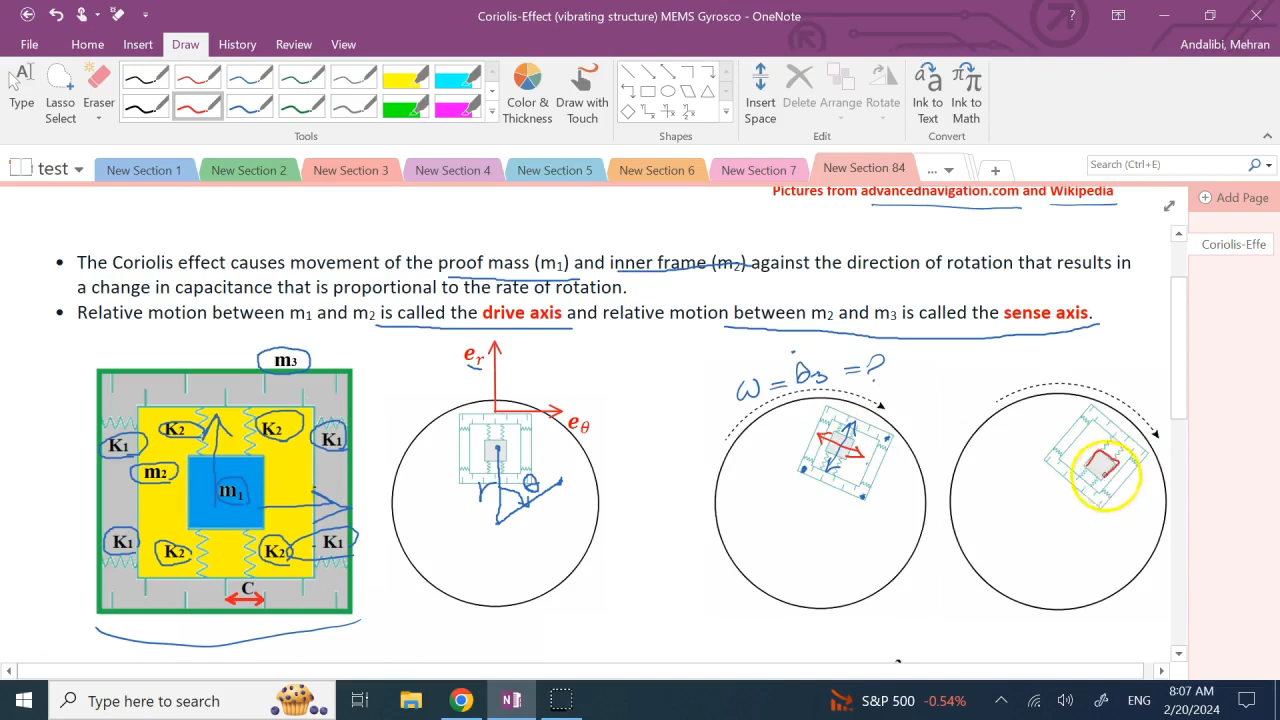 Coriolis-Effect (vibrating structure) MEMS Gyrosco - OneNote
?
Andalibi, Mehran
File Home Insert Draw History Review View
Type Lasso Select Eraser Color & Thickness Draw with Touch Insert Space Delete Arrange Rotate Ink to Text Ink to Math
Tools Shapes Edit Convert
test New Section 1 New Section 2 New Section 3 New Section 4 New Section 5 New Section 6 New Section 7 New Section 84 ... +
Search (Ctrl+E)
Add Page
Coriolis-Effe
Pictures from advancednavigation.com and Wikipedia
• The Coriolis effect causes movement of the proof mass (m₁) and inner frame (m₂) against the direction of rotation that results in
a change in capacitance that is proportional to the rate of rotation.
• Relative motion between m₁ and m₂ is called the drive axis and relative motion between m₂ and m₃ is called the sense axis.
m₃
K₂ K₂
K₁ K₁
m₂
m₁
K₁ K₁
K₂ K₂
C
e_r
e_θ
r θ
r
Type here to search
S&P 500 -0.54%
ENG
8:07 AM
2/20/2024